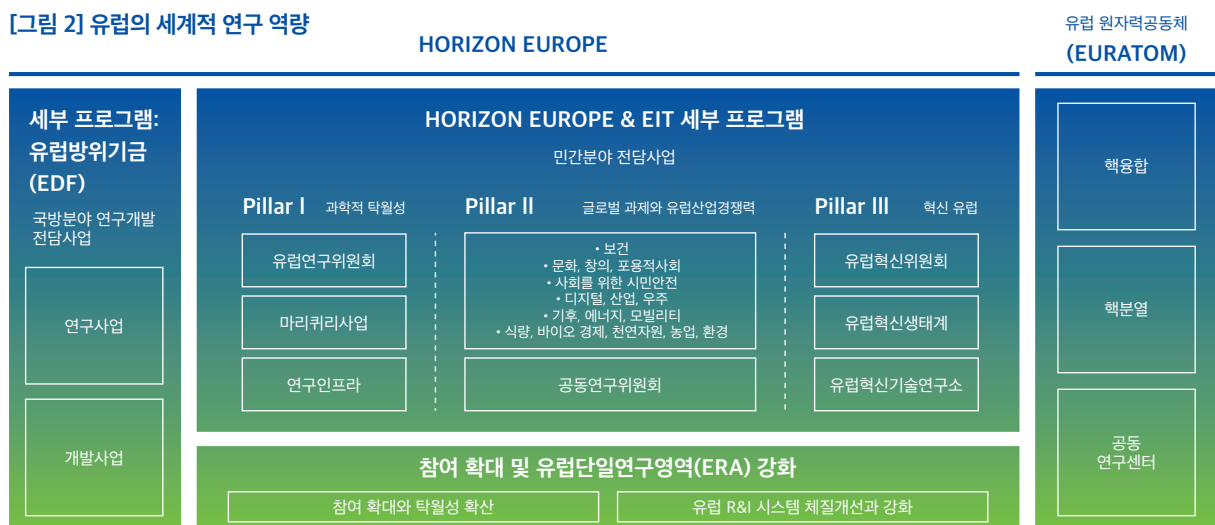 [그림 2] 유럽의 세계적 연구 역량
HORIZON EUROPE
유럽 원자력공동체
(EURATOM)
세부 프로그램:
유럽방위기금
(EDF)
국방분야 연구개발
전담사업
연구사업
개발사업
HORIZON EUROPE & EIT 세부 프로그램
민간분야 전담사업
Pillar I 과학적 탁월성
유럽연구위원회
마리퀴리사업
연구인프라
Pillar II 글로벌 과제와 유럽산업경쟁력
• 보건
• 문화, 창의, 포용적사회
• 사회를 위한 시민안전
• 디지털, 산업, 우주
• 기후, 에너지, 모빌리티
• 식량, 바이오 경제, 천연자원, 농업, 환경
공동연구위원회
Pillar III 혁신 유럽
유럽혁신위원회
유럽혁신생태계
유럽혁신기술연구소
참여 확대 및 유럽단일연구영역(ERA) 강화
참여 확대와 탁월성 확산
유럽 R&I 시스템 체질개선과 강화
핵융합
핵분열
공동
연구센터